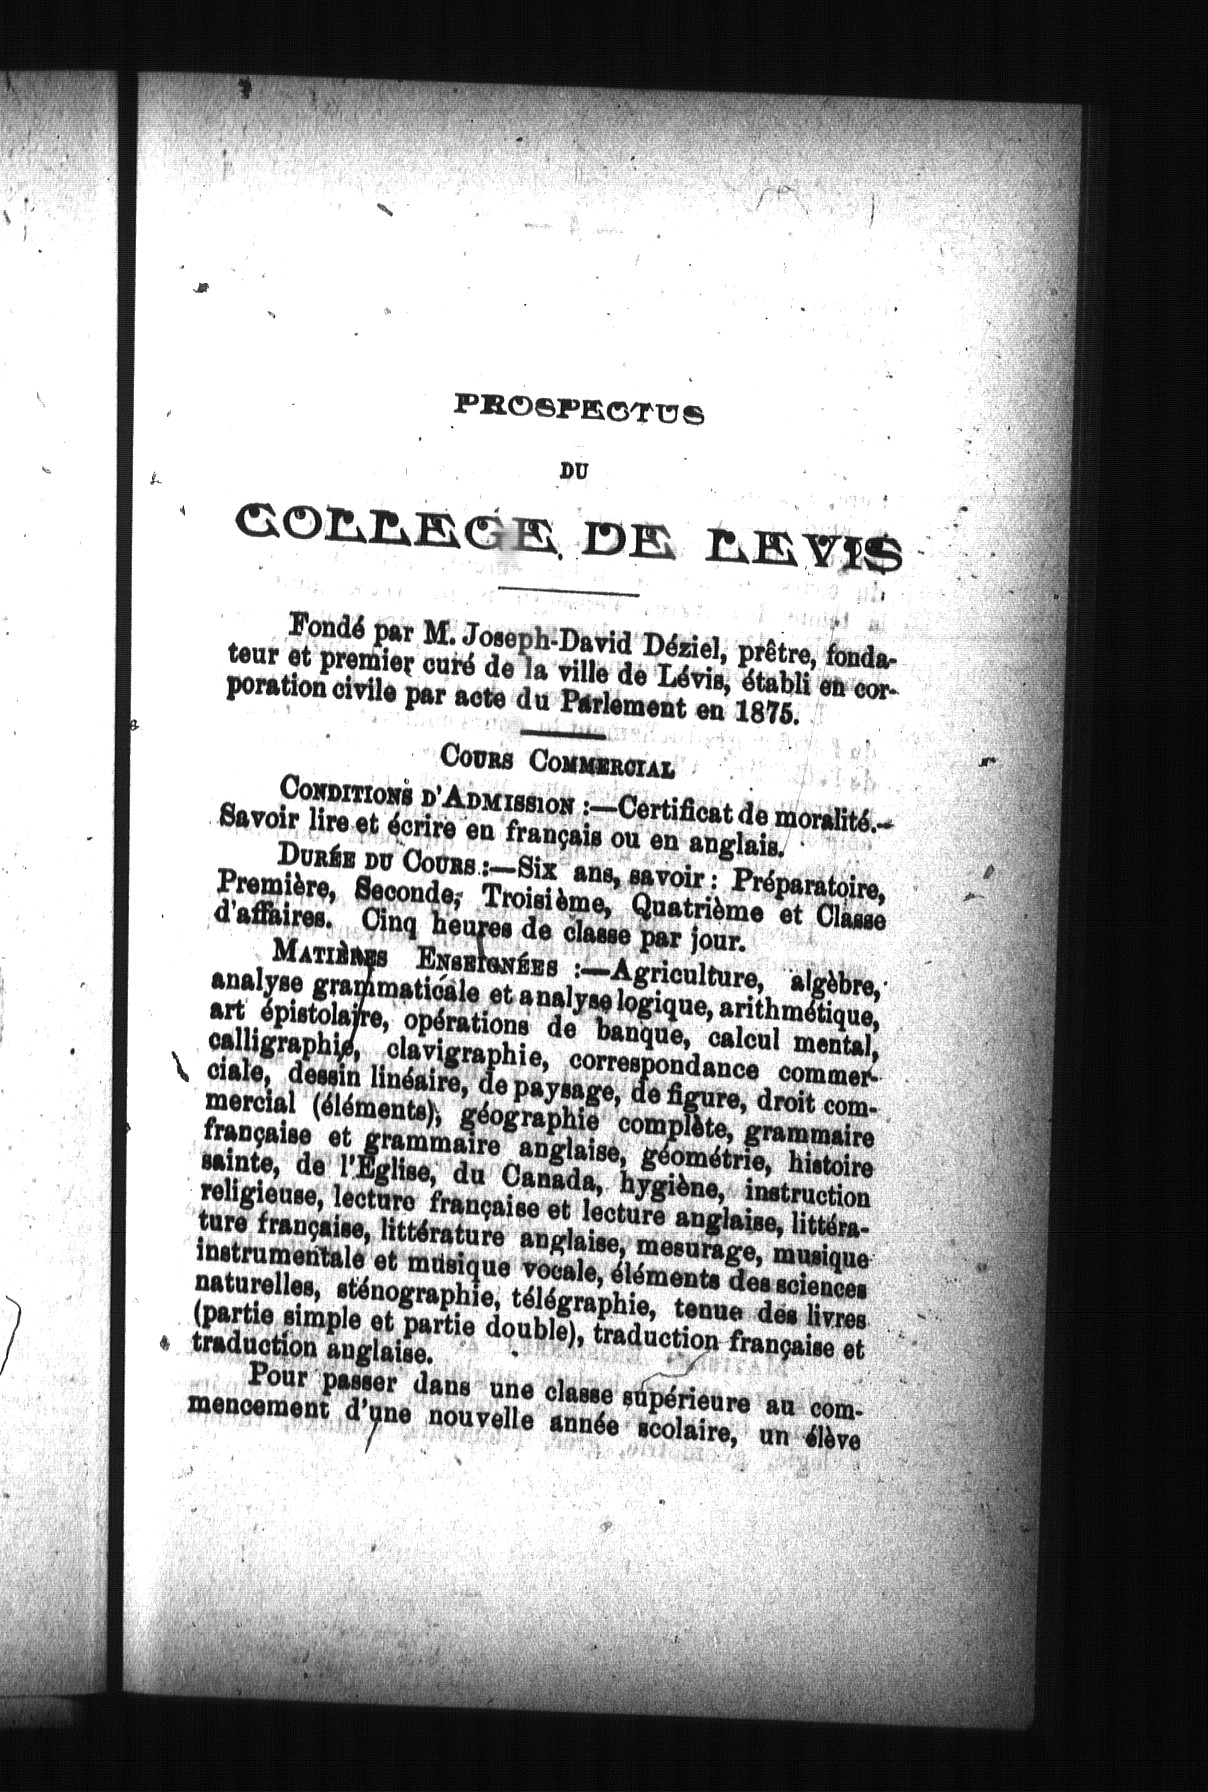 PROSPECTUS
DU
COLLEGE DE LEVIS
Fondé par M. Joseph-David Déziel, prêtre, fonda-
teur et premier curé de la ville de Lévis, établi en cor-
poration civile par acte du Parlement en 1875.
COURS COMMERCIAL
CONDITIONS D'ADMISSION :—Certificat de moralité.—
Savoir lire et écrire en français ou en anglais.
DURÉE DU COURS :—Six ans, savoir : Préparatoire,
Première, Seconde, Troisième, Quatrième et Classe
d'affaires. Cinq heures de classe par jour.
MATIÈRES ENSEIGNÉES :—Agriculture, algèbre,
analyse grammaticale et analyse logique, arithmétique,
art épistolaire, opérations de banque, calcul mental,
calligraphie, clavigraphie, correspondance commer-
ciale, dessin linéaire, de paysage, de figure, droit com-
mercial (éléments), géographie complète, grammaire
française et grammaire anglaise, géométrie, histoire
sainte, de l'Église, du Canada, hygiène, instruction
religieuse, lecture française et lecture anglaise, littéra-
ture française, littérature anglaise, mesurage, musique
instrumentale et musique vocale, éléments des sciences
naturelles, sténographie, télégraphie, tenue des livres
(partie simple et partie double), traduction française et
traduction anglaise.
Pour passer dans une classe supérieure au com-
mencement d'une nouvelle année scolaire, un élève